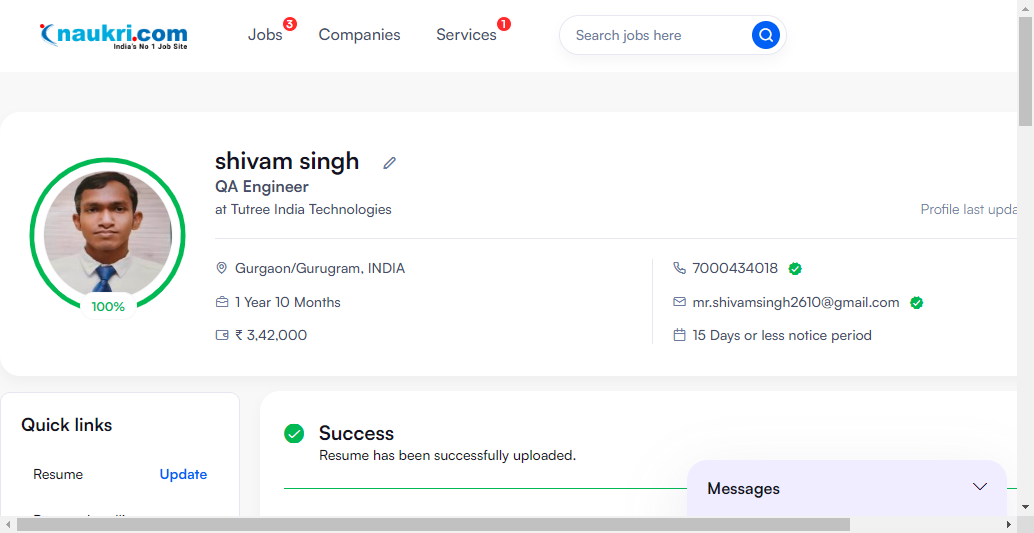 naukri.com
India's No 1 Job Site
Jobs 3
Companies
Services 1
Search jobs here
shivam singh
QA Engineer
at Tutree India Technologies
Profile last upda
Gurgaon/Gurugram, INDIA
7000434018
1 Year 10 Months
mr.shivamsingh2610@gmail.com
₹ 3,42,000
15 Days or less notice period
100%
Quick links
Resume
Update
Success
Resume has been successfully uploaded.
Messages